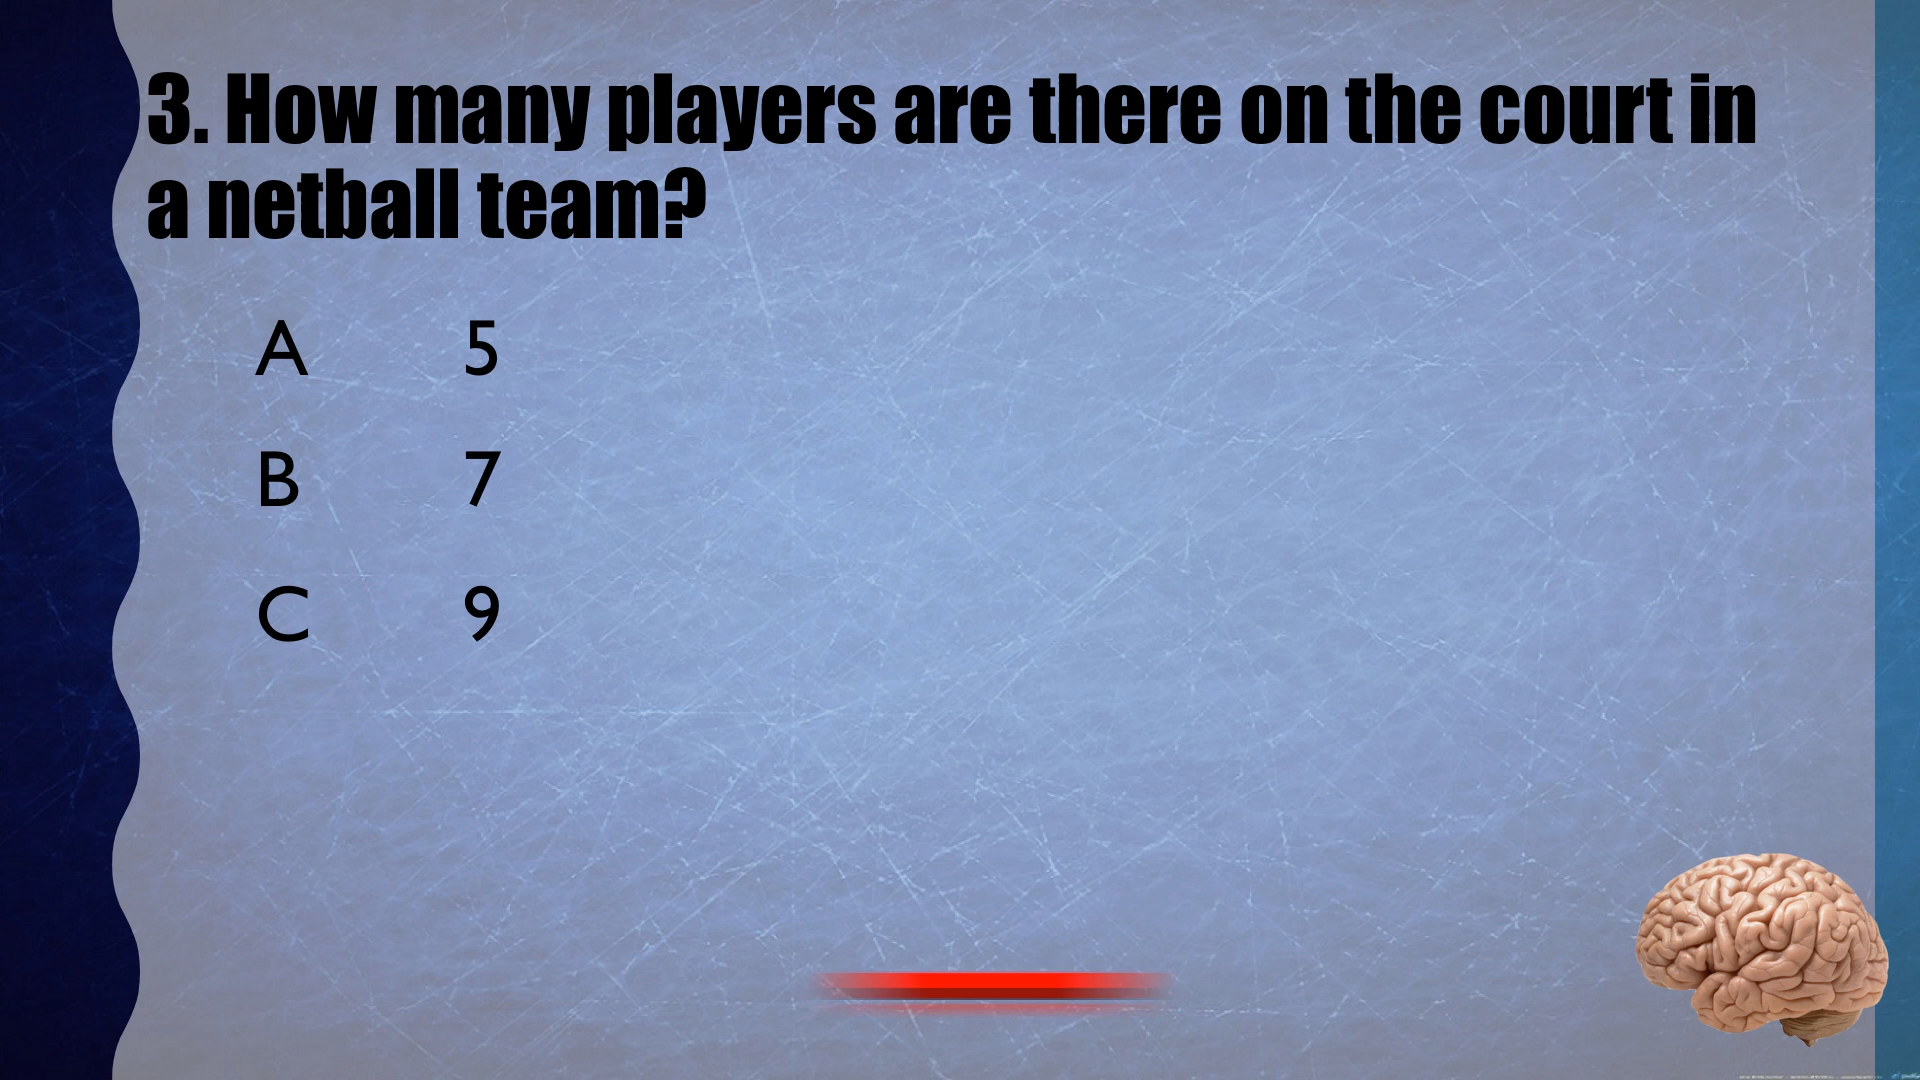 3. How many players are there on the court in
a netball team?
A 5
B 7
C 9